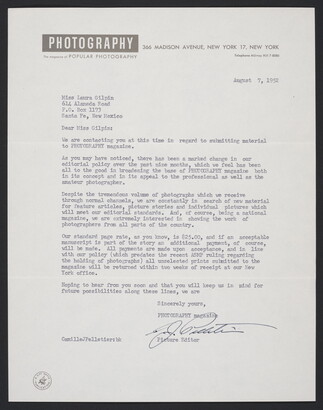 PHOTOGRAPHY 366 MADISON AVENUE, NEW YORK 17, NEW YORK
The magazine of POPULAR PHOTOGRAPHY
August 7, 1952
Miss Laura Gilpin
414 Alameda Road
P.O. Box 1173
Santa Fe, New Mexico
Dear Miss Gilpin:
We are contacting you at this time in regard to submitting material
to PHOTOGRAPHY magazine.
As you may have noticed, there has been a marked change in our
editorial policy over the past nine months, which we feel has been
all to the good in broadening the base of PHOTOGRAPHY magazine both
in its concept and in its appeal to the professional as well as the
amateur photographer.
Despite the tremendous volume of photographs which we receive
through normal channels, we are constantly in search of new material
for feature articles, picture stories and individual pictures which
will meet our editorial standards. And, of course, being a national
magazine, we are extremely interested in showing the work of
photographers from all parts of the country.
Our standard page rate, as you know, is $25.00, and if an acceptable
manuscript is part of the story an additional payment, of course,
will be made. All payments are made upon acceptance, and in line
with our policy (which predates the recent ASMP ruling regarding
the holding of photographs) all unselected prints submitted to the
magazine will be returned within two weeks of receipt at our New
York office.
Hoping to hear from you soon and that you will keep us in mind for
future possibilities along these lines, we are
Sincerely yours,
PHOTOGRAPHY magazine
Camille/Pelletier:th
Picture Editor